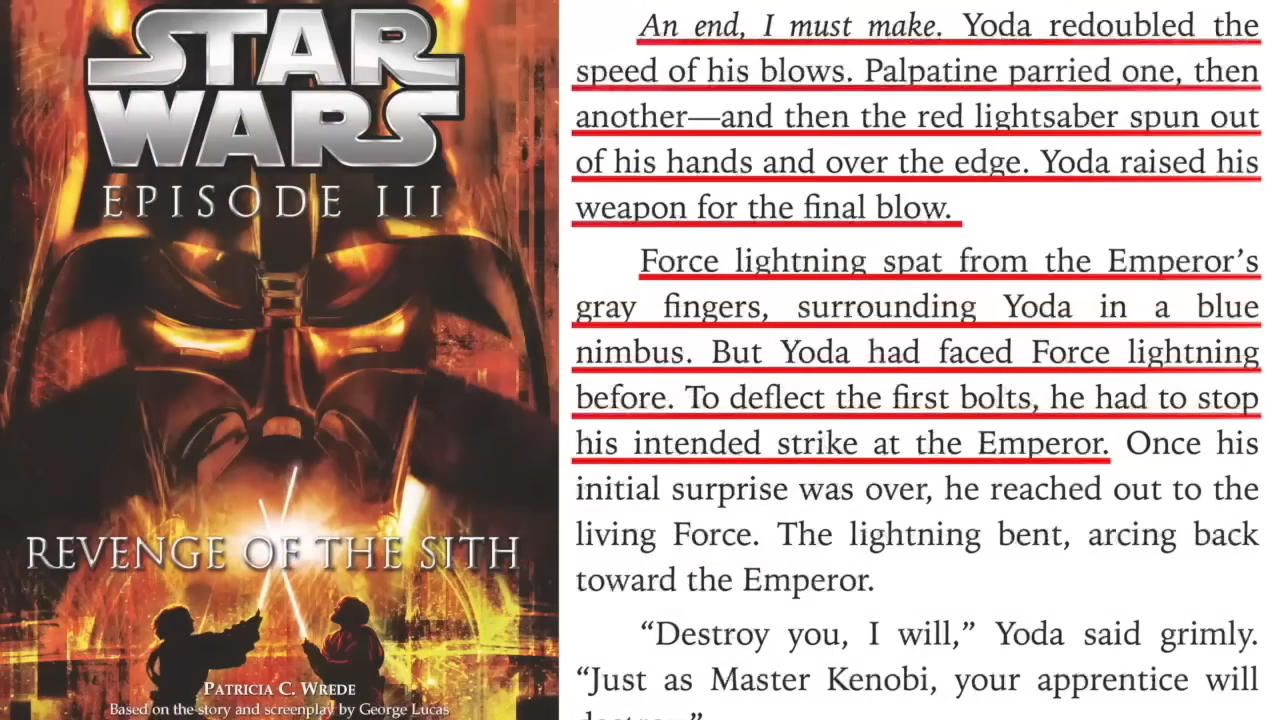 STAR
WARS
EPISODE III
REVENGE OF THE SITH
PATRICIA C. WREDE
Based on the story and screenplay by George Lucas
An end, I must make. Yoda redoubled the
speed of his blows. Palpatine parried one, then
another—and then the red lightsaber spun out
of his hands and over the edge. Yoda raised his
weapon for the final blow.
Force lightning spat from the Emperor’s
gray fingers, surrounding Yoda in a blue
nimbus. But Yoda had faced Force lightning
before. To deflect the first bolts, he had to stop
his intended strike at the Emperor. Once his
initial surprise was over, he reached out to the
living Force. The lightning bent, arcing back
toward the Emperor.
“Destroy you, I will,” Yoda said grimly.
“Just as Master Kenobi, your apprentice will